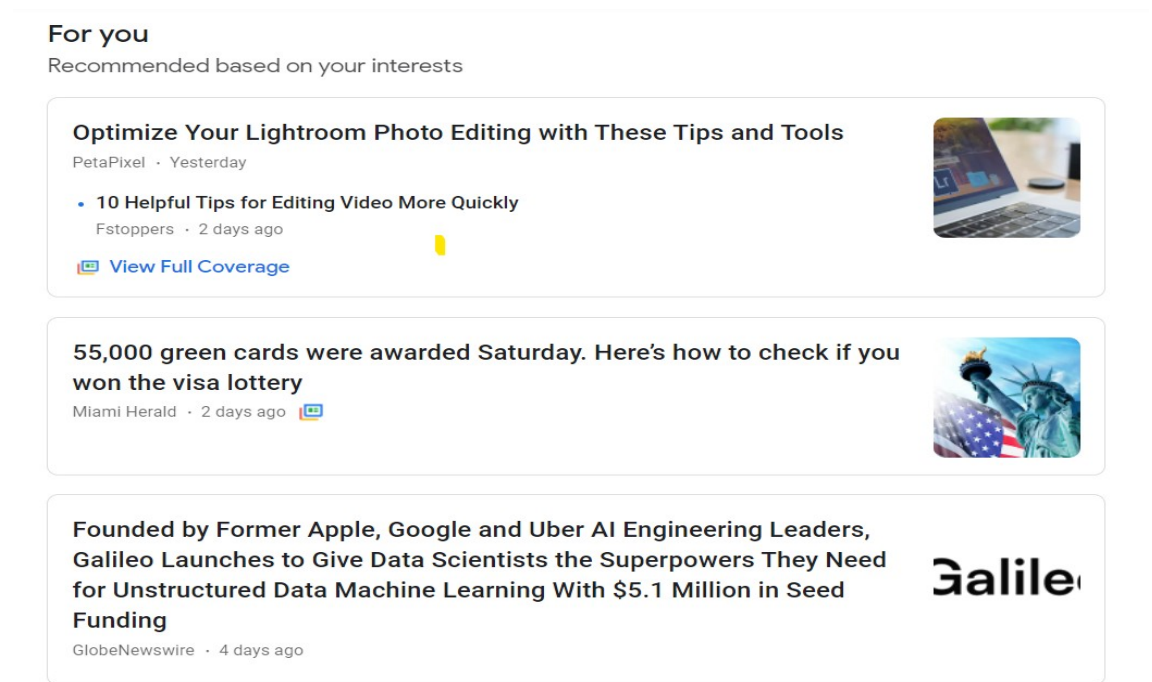 For you
Recommended based on your interests
Optimize Your Lightroom Photo Editing with These Tips and Tools
PetaPixel · Yesterday
Lr
• 10 Helpful Tips for Editing Video More Quickly
Fstoppers · 2 days ago
View Full Coverage
55,000 green cards were awarded Saturday. Here’s how to check if you
won the visa lottery
Miami Herald · 2 days ago
Founded by Former Apple, Google and Uber AI Engineering Leaders,
Galileo Launches to Give Data Scientists the Superpowers They Need
for Unstructured Data Machine Learning With $5.1 Million in Seed
Funding
Galile
GlobeNewswire · 4 days ago